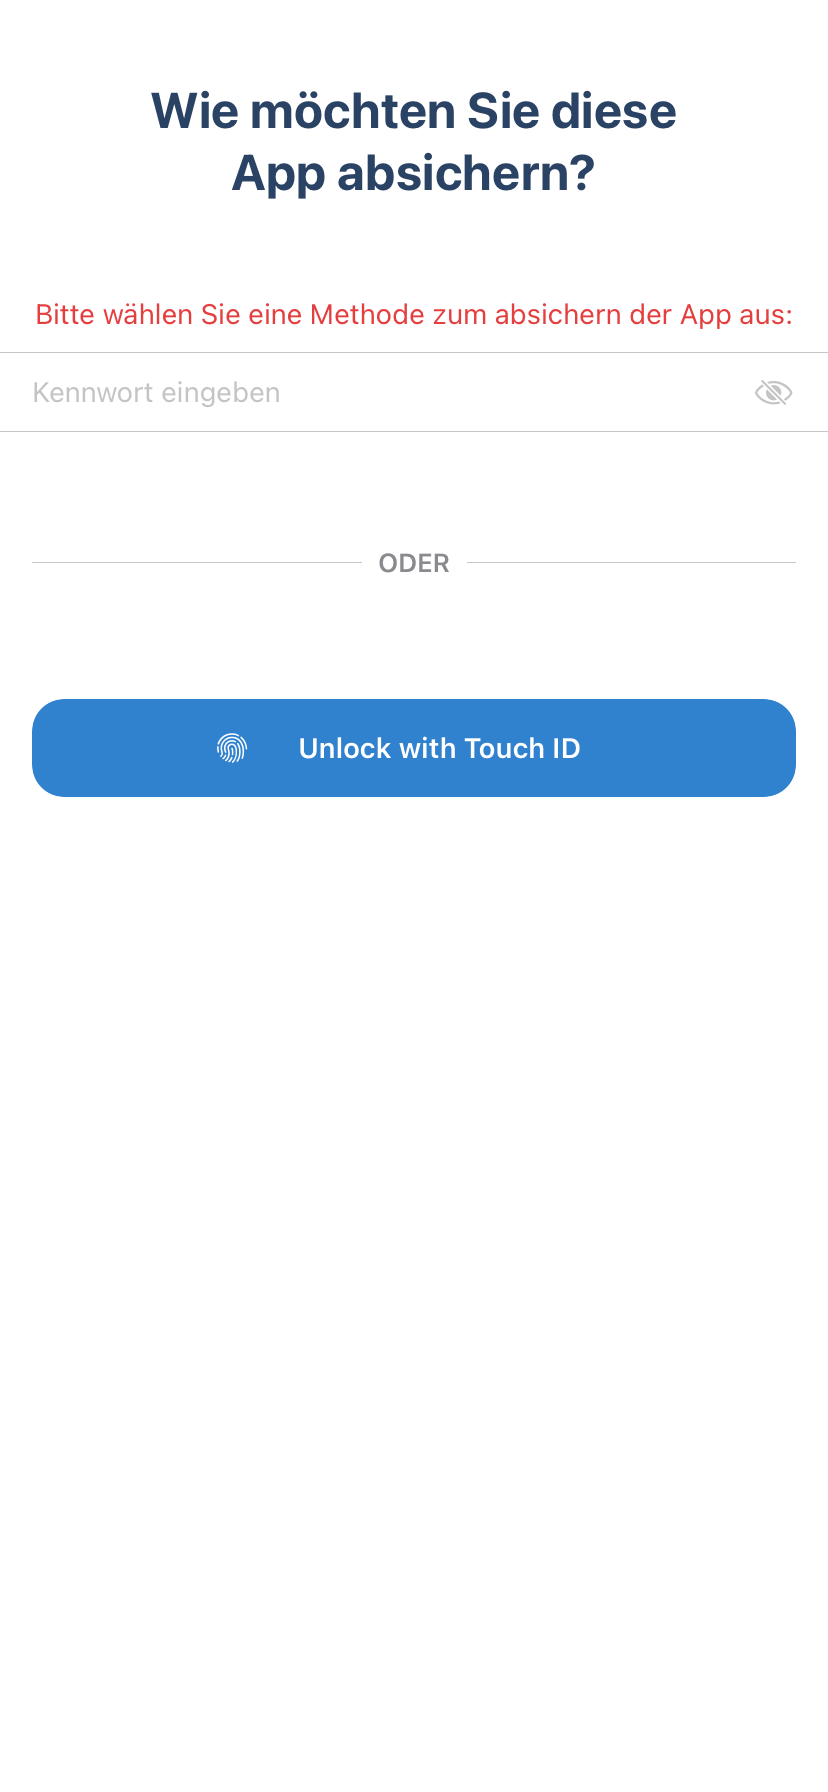 Wie möchten Sie diese
App absichern?
Bitte wählen Sie eine Methode zum absichern der App aus:
Kennwort eingeben
ODER
Unlock with Touch ID